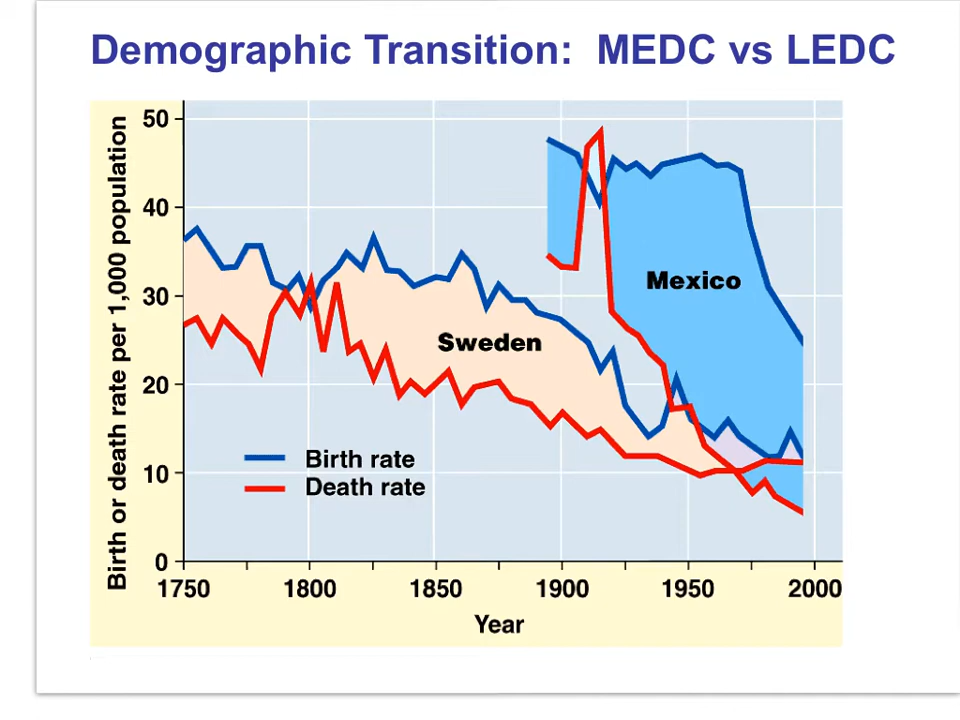 Demographic Transition: MEDC vs LEDC
Birth or death rate per 1,000 population
50
40
30
20
10
0
Mexico
Sweden
Birth rate
Death rate
1750 1800 1850 1900 1950 2000
Year